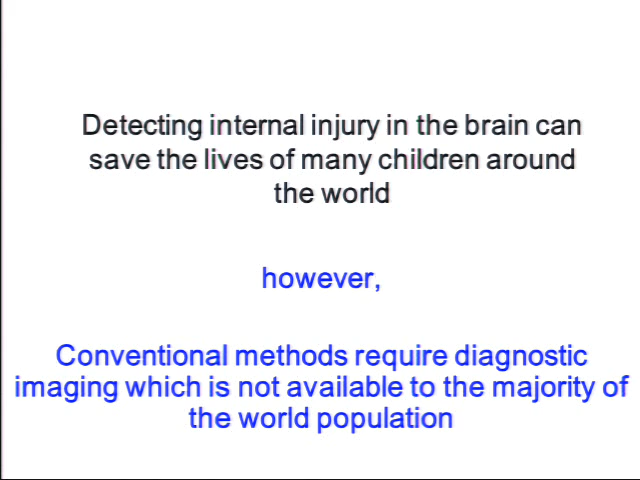 Detecting internal injury in the brain can
save the lives of many children around
the world
however,
Conventional methods require diagnostic
imaging which is not available to the majority of
the world population